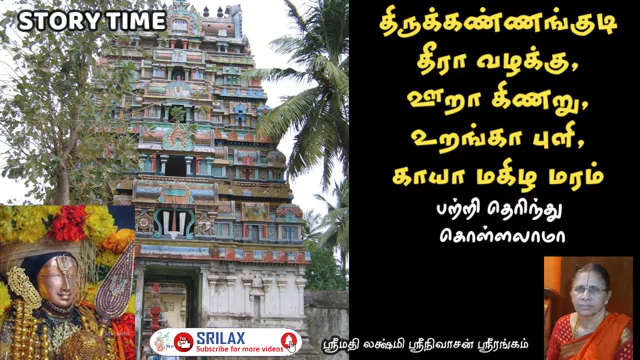 STORY TIME
திருக்கண்ணங்குடி
தீரா வழக்கு,
ஊறா கிணறு,
உறங்கா புளி,
காயா மகிழ மரம்
பற்றி தெரிந்து
கொள்ளலாமா
SRILAX
Subscribe for more videos
ஸ்ரீமதி லக்ஷ்மி ஸ்ரீநிவாசன் ஸ்ரீரங்கம்